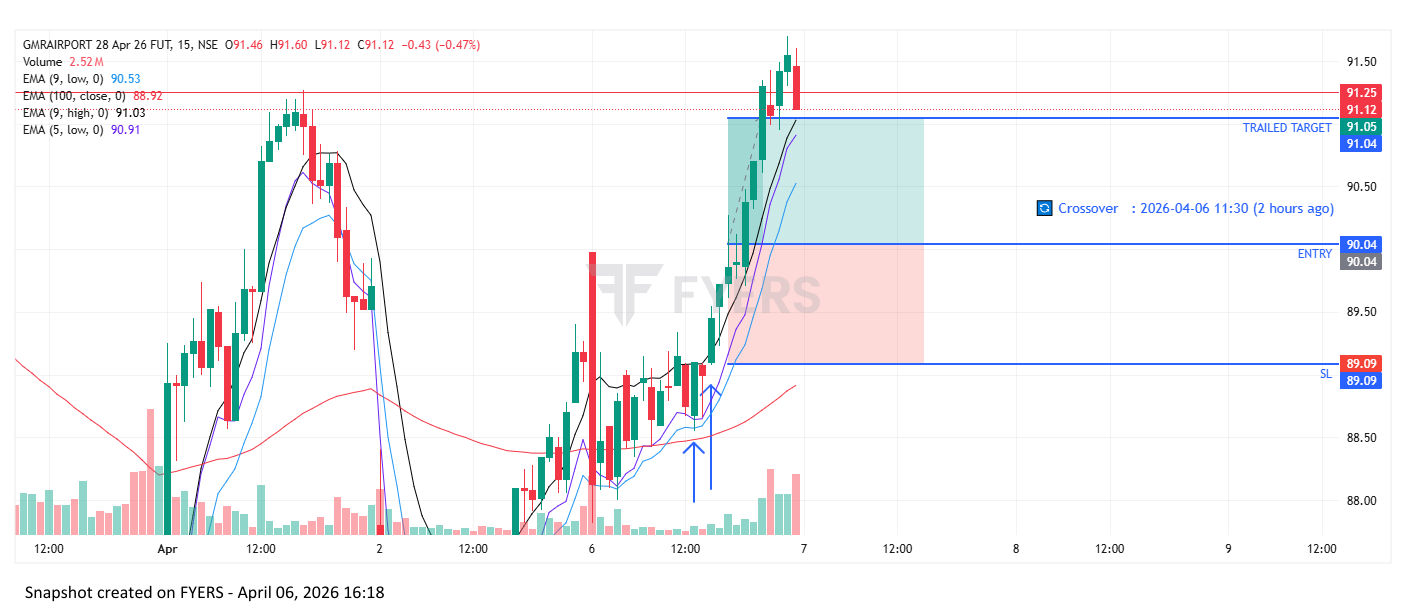 GMRAIRPORT 28 Apr 26 FUT, 15, NSE O91.46 H91.60 L91.12 C91.12 −0.43 (−0.47%)
Volume 2.52 M
EMA (9, low, 0) 90.53
EMA (100, close, 0) 88.92
EMA (9, high, 0) 91.03
EMA (5, low, 0) 90.91
91.50
91.25
91.12
91.05
TRAILED TARGET
91.04
90.50
Crossover : 2026-04-06 11:30 (2 hours ago)
90.04
ENTRY
90.04
FYERS
89.50
89.09
SL
89.09
88.50
88.00
12:00 Apr 12:00 2 12:00 6 12:00 7 12:00 8 12:00 9 12:00
Snapshot created on FYERS - April 06, 2026 16:18